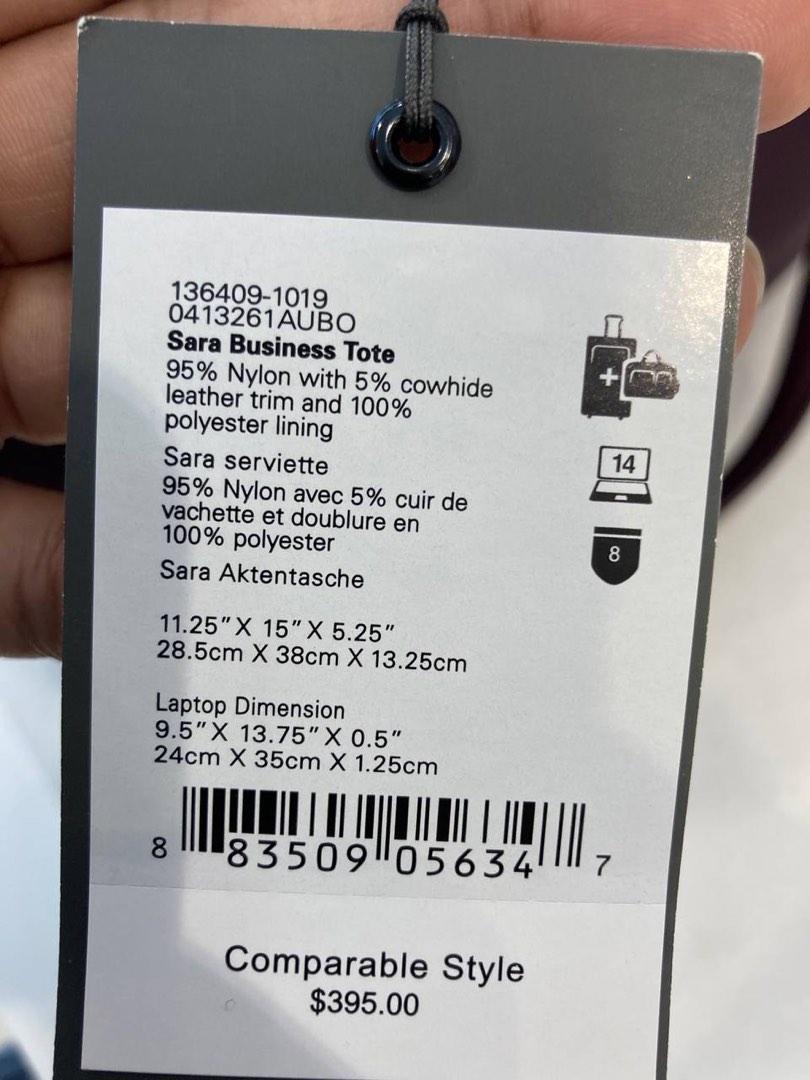 136409-1019
0413261AUBO
Sara Business Tote
95% Nylon with 5% cowhide
leather trim and 100%
polyester lining
Sara serviette
95% Nylon avec 5% cuir de
vachette et doublure en
100% polyester
Sara Aktentasche
+
14
8
11.25" X 15" X 5.25"
28.5cm X 38cm X 13.25cm
Laptop Dimension
9.5" X 13.75" X 0.5"
24cm X 35cm X 1.25cm
8 83509 05634 7
Comparable Style
$395.00